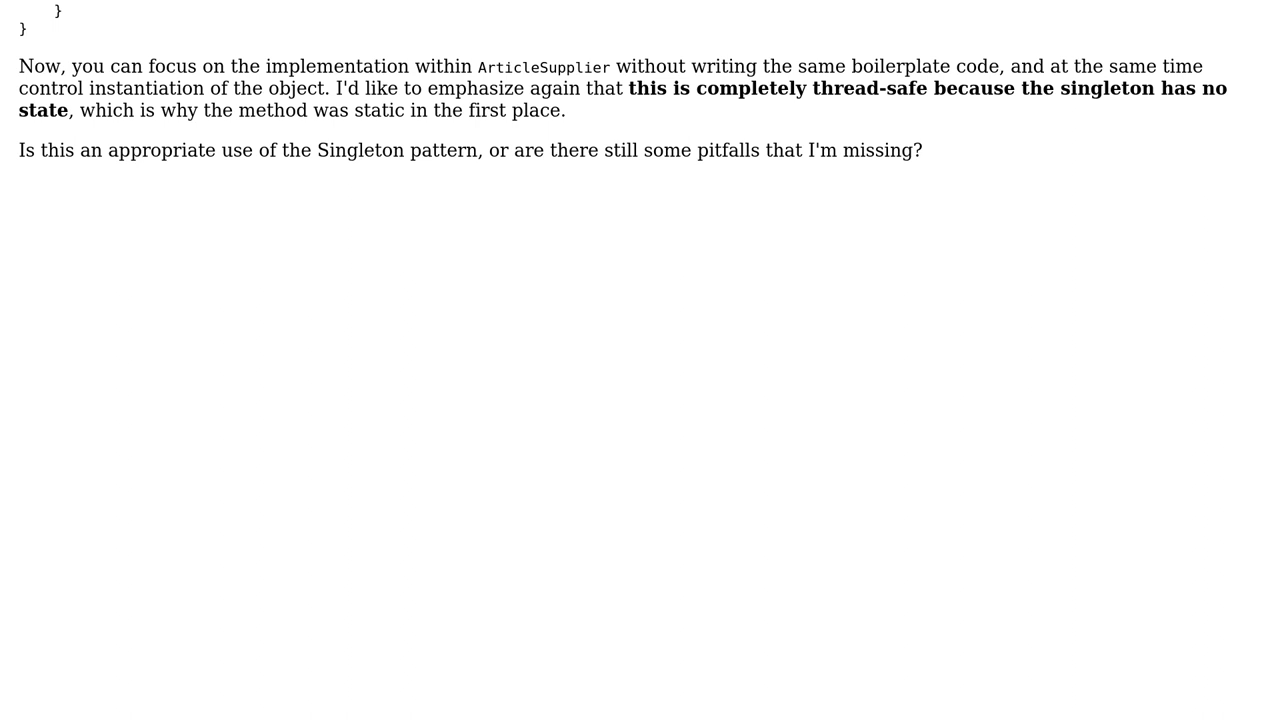 }
}
Now, you can focus on the implementation within ArticleSupplier without writing the same boilerplate code, and at the same time
control instantiation of the object. I'd like to emphasize again that this is completely thread-safe because the singleton has no
state, which is why the method was static in the first place.
Is this an appropriate use of the Singleton pattern, or are there still some pitfalls that I'm missing?